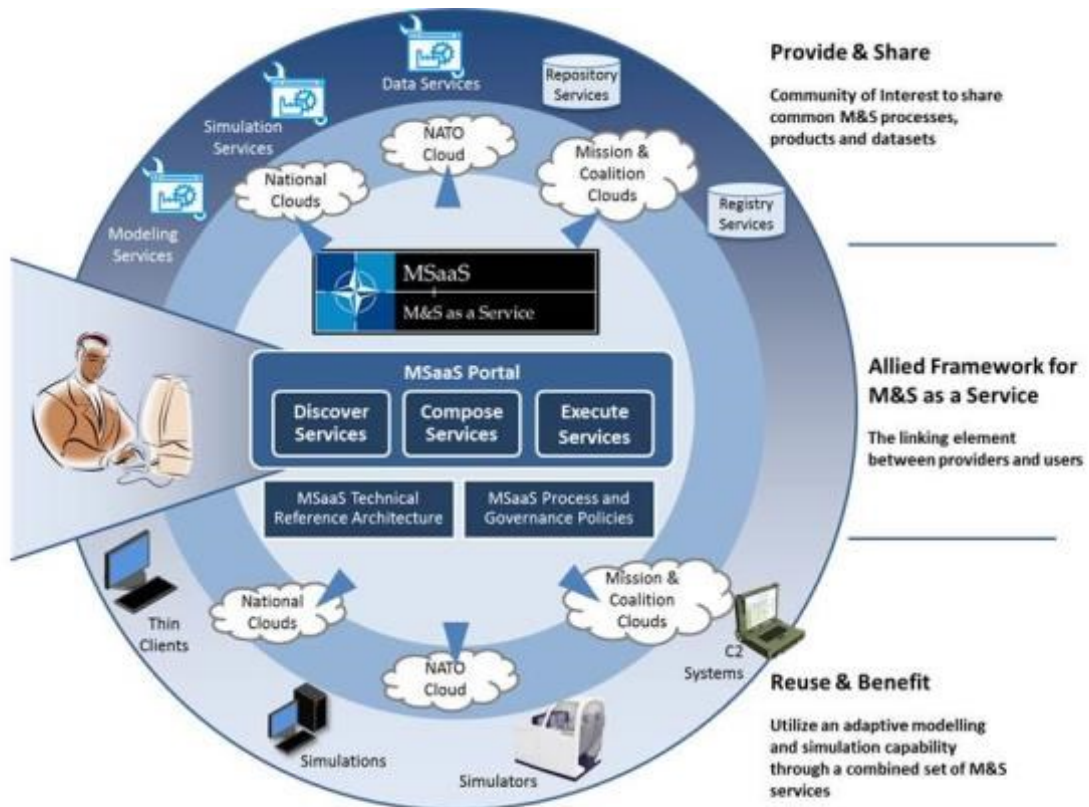 Data Services
Repository
Services
Simulation
Services
NATO
Cloud
National
Clouds
Mission &
Coalition
Clouds
Modeling
Services
Registry
Services
MSaaS
M&S as a Service
MSaaS Portal
Discover
Services
Compose
Services
Execute
Services
MSaaS Technical
Reference Architecture
MSaaS Process and
Governance Policies
National
Clouds
NATO
Cloud
Mission &
Coalition
Clouds
Thin
Clients
Simulations
Simulators
C2
Systems
Provide & Share
Community of Interest to share
common M&S processes,
products and datasets
Allied Framework for
M&S as a Service
The linking element
between providers and users
Reuse & Benefit
Utilize an adaptive modelling
and simulation capability
through a combined set of M&S
services